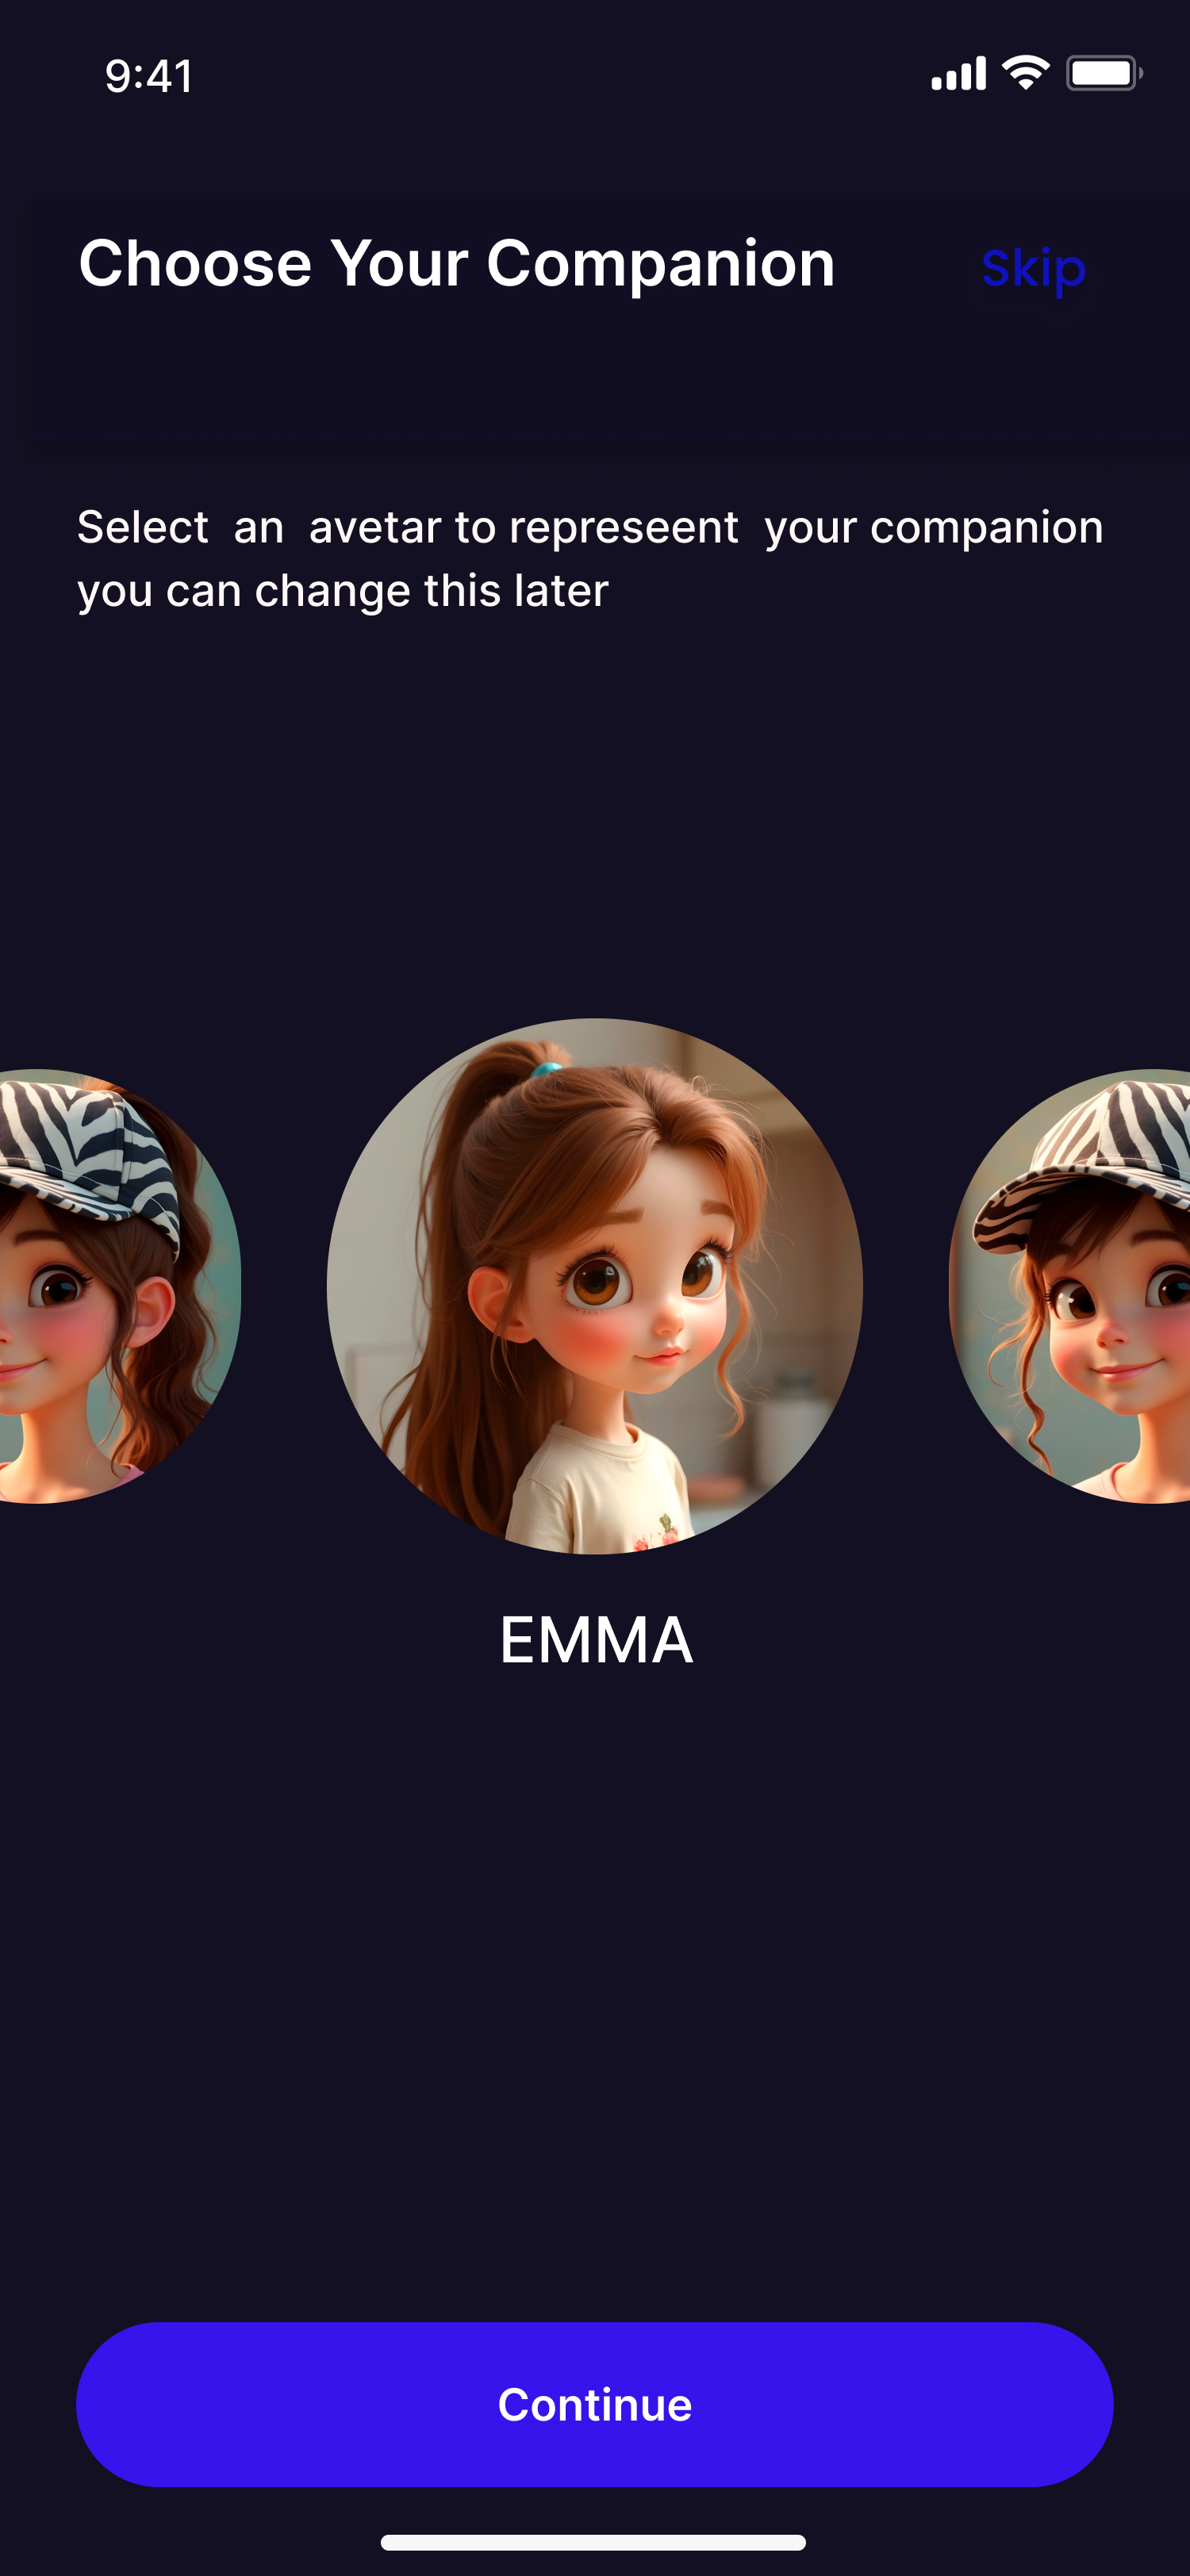 9:41
Choose Your Companion Skip
Select an avetar to represeent your companion
you can change this later
EMMA
Continue